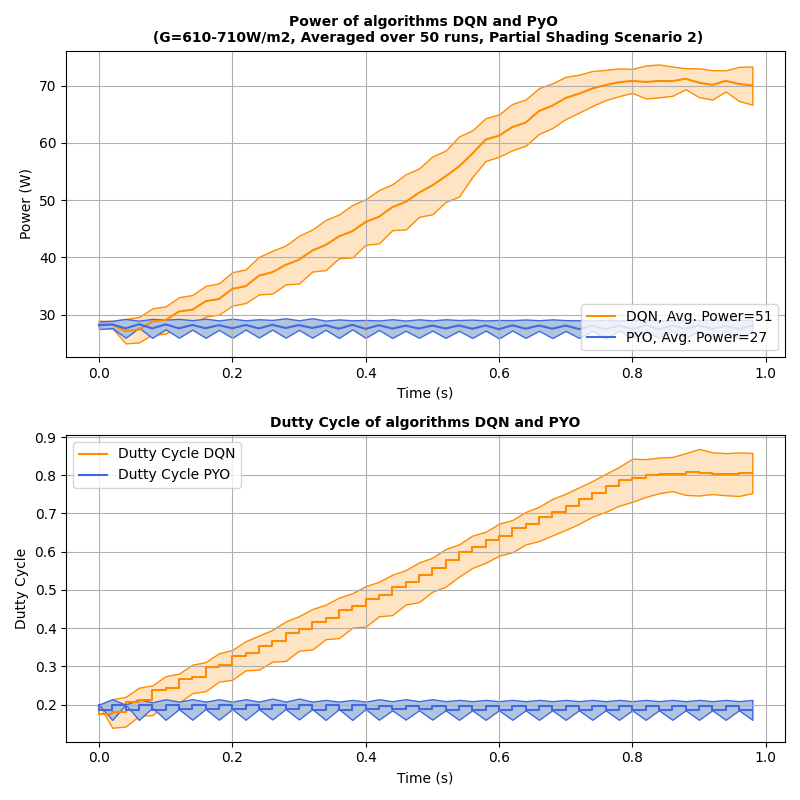 Power of algorithms DQN and PyO
(G=610-710W/m2, Averaged over 50 runs, Partial Shading Scenario 2)
Power (W)
70
60
50
40
30
DQN, Avg. Power=51
PYO, Avg. Power=27
0.0 0.2 0.4 0.6 0.8 1.0
Time (s)
Dutty Cycle of algorithms DQN and PYO
Dutty Cycle
0.9
0.8
0.7
0.6
0.5
0.4
0.3
0.2
Dutty Cycle DQN
Dutty Cycle PYO
0.0 0.2 0.4 0.6 0.8 1.0
Time (s)